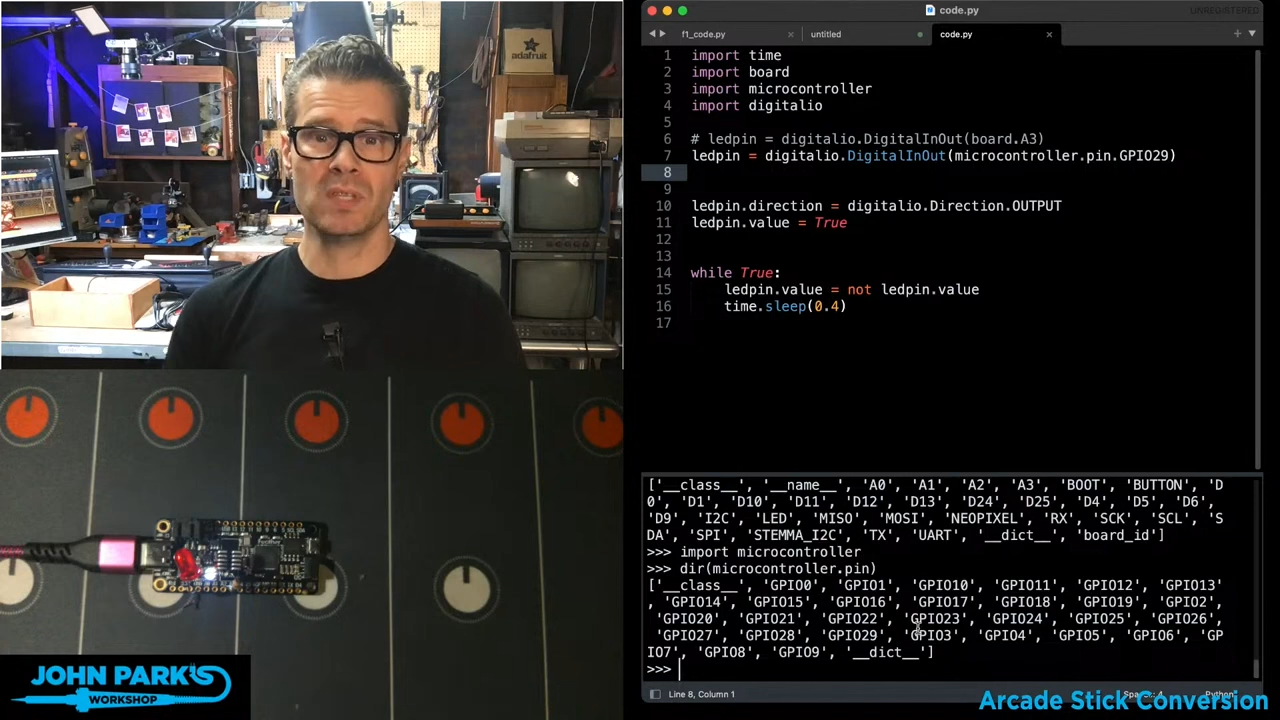 adafruit
JOHN PARK'S
WORKSHOP
code.py
UNREGISTERED
f1_code.py
untitled
code.py
1 import time
2 import board
3 import microcontroller
4 import digitalio
5
6 # ledpin = digitalio.DigitalInOut(board.A3)
7 ledpin = digitalio.DigitalInOut(microcontroller.pin.GPIO29)
8
9
10 ledpin.direction = digitalio.Direction.OUTPUT
11 ledpin.value = True
12
13
14 while True:
15 ledpin.value = not ledpin.value
16 time.sleep(0.4)
17
['__class__', '__name__', 'A0', 'A1', 'A2', 'A3', 'BOOT', 'BUTTON', 'D
0', 'D1', 'D10', 'D11', 'D12', 'D13', 'D24', 'D25', 'D4', 'D5', 'D6',
'D9', 'I2C', 'LED', 'MISO', 'MOSI', 'NEOPIXEL', 'RX', 'SCK', 'SCL', 'S
DA', 'SPI', 'STEMMA_I2C', 'TX', 'UART', '__dict__', 'board_id']
>>> import microcontroller
>>> dir(microcontroller.pin)
['__class__', 'GPIO0', 'GPIO1', 'GPIO10', 'GPIO11', 'GPIO12', 'GPIO13'
, 'GPIO14', 'GPIO15', 'GPIO16', 'GPIO17', 'GPIO18', 'GPIO19', 'GPIO2',
'GPIO20', 'GPIO21', 'GPIO22', 'GPIO23', 'GPIO24', 'GPIO25', 'GPIO26',
'GPIO27', 'GPIO28', 'GPIO29', 'GPIO3', 'GPIO4', 'GPIO5', 'GPIO6', 'GP
IO7', 'GPIO8', 'GPIO9', '__dict__']
>>>
Line 8, Column 1
Python
Arcade Stick Conversion